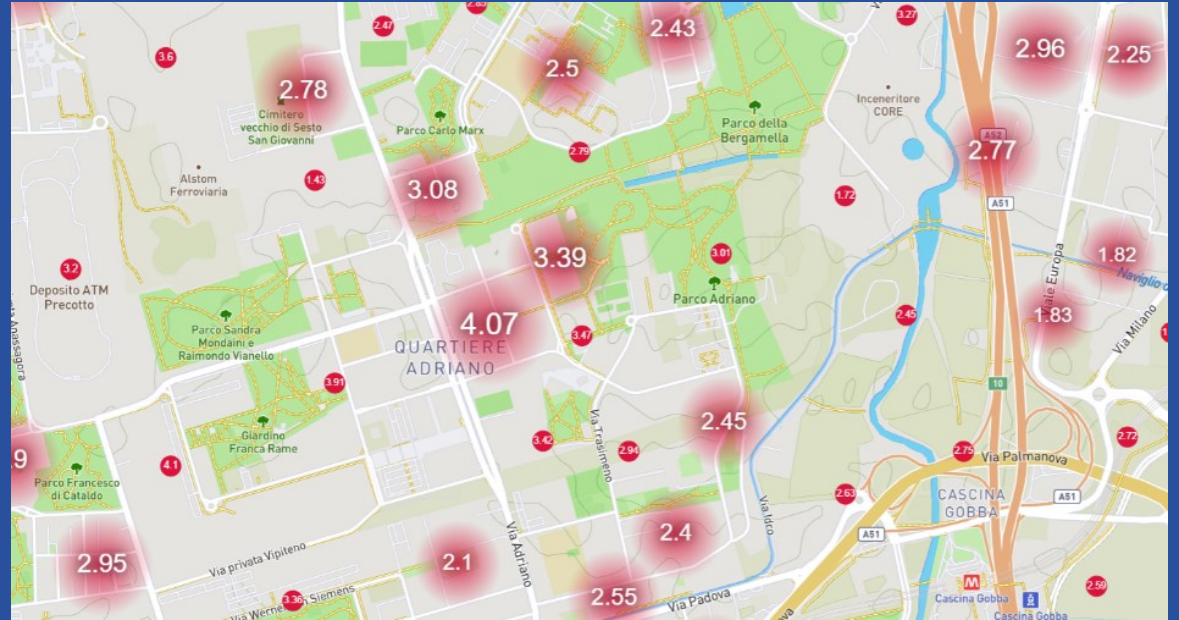 2.47
2.43
3.27
3.6
2.5
2.96
2.25
2.78
Cimitero
vecchio di Sesto
San Giovanni
Parco Carlo Marx
Inceneritore
CORE
Parco della
Bergamella
A52
2.77
2.79
Alstom
Ferroviaria
1.43
3.08
1.72
A51
3.39
3.01
1.82
Naviglio
3.2
Deposito ATM
Precotto
Parco Adriano
Viale Europa
1.83
2.45
Via Milano
4.07
3.47
Parco Sandra
Mondaini e
Raimondo Vianello
QUARTIERE
ADRIANO
3.91
10
Giardino
Franca Rame
2.45
Via Trasimeno
3.42
2.94
2.72
2.75
Via Palmanova
.9
4.1
Parco Francesco
di Cataldo
2.63
CASCINA
GOBBA
A51
Via Idro
A51
2.4
Via Adriano
2.95
Via privata Vipiteno
2.1
M
Cascina Gobba
2.59
3.36
Via Werner Siemens
2.55
Via Padova
Cascina Gobba